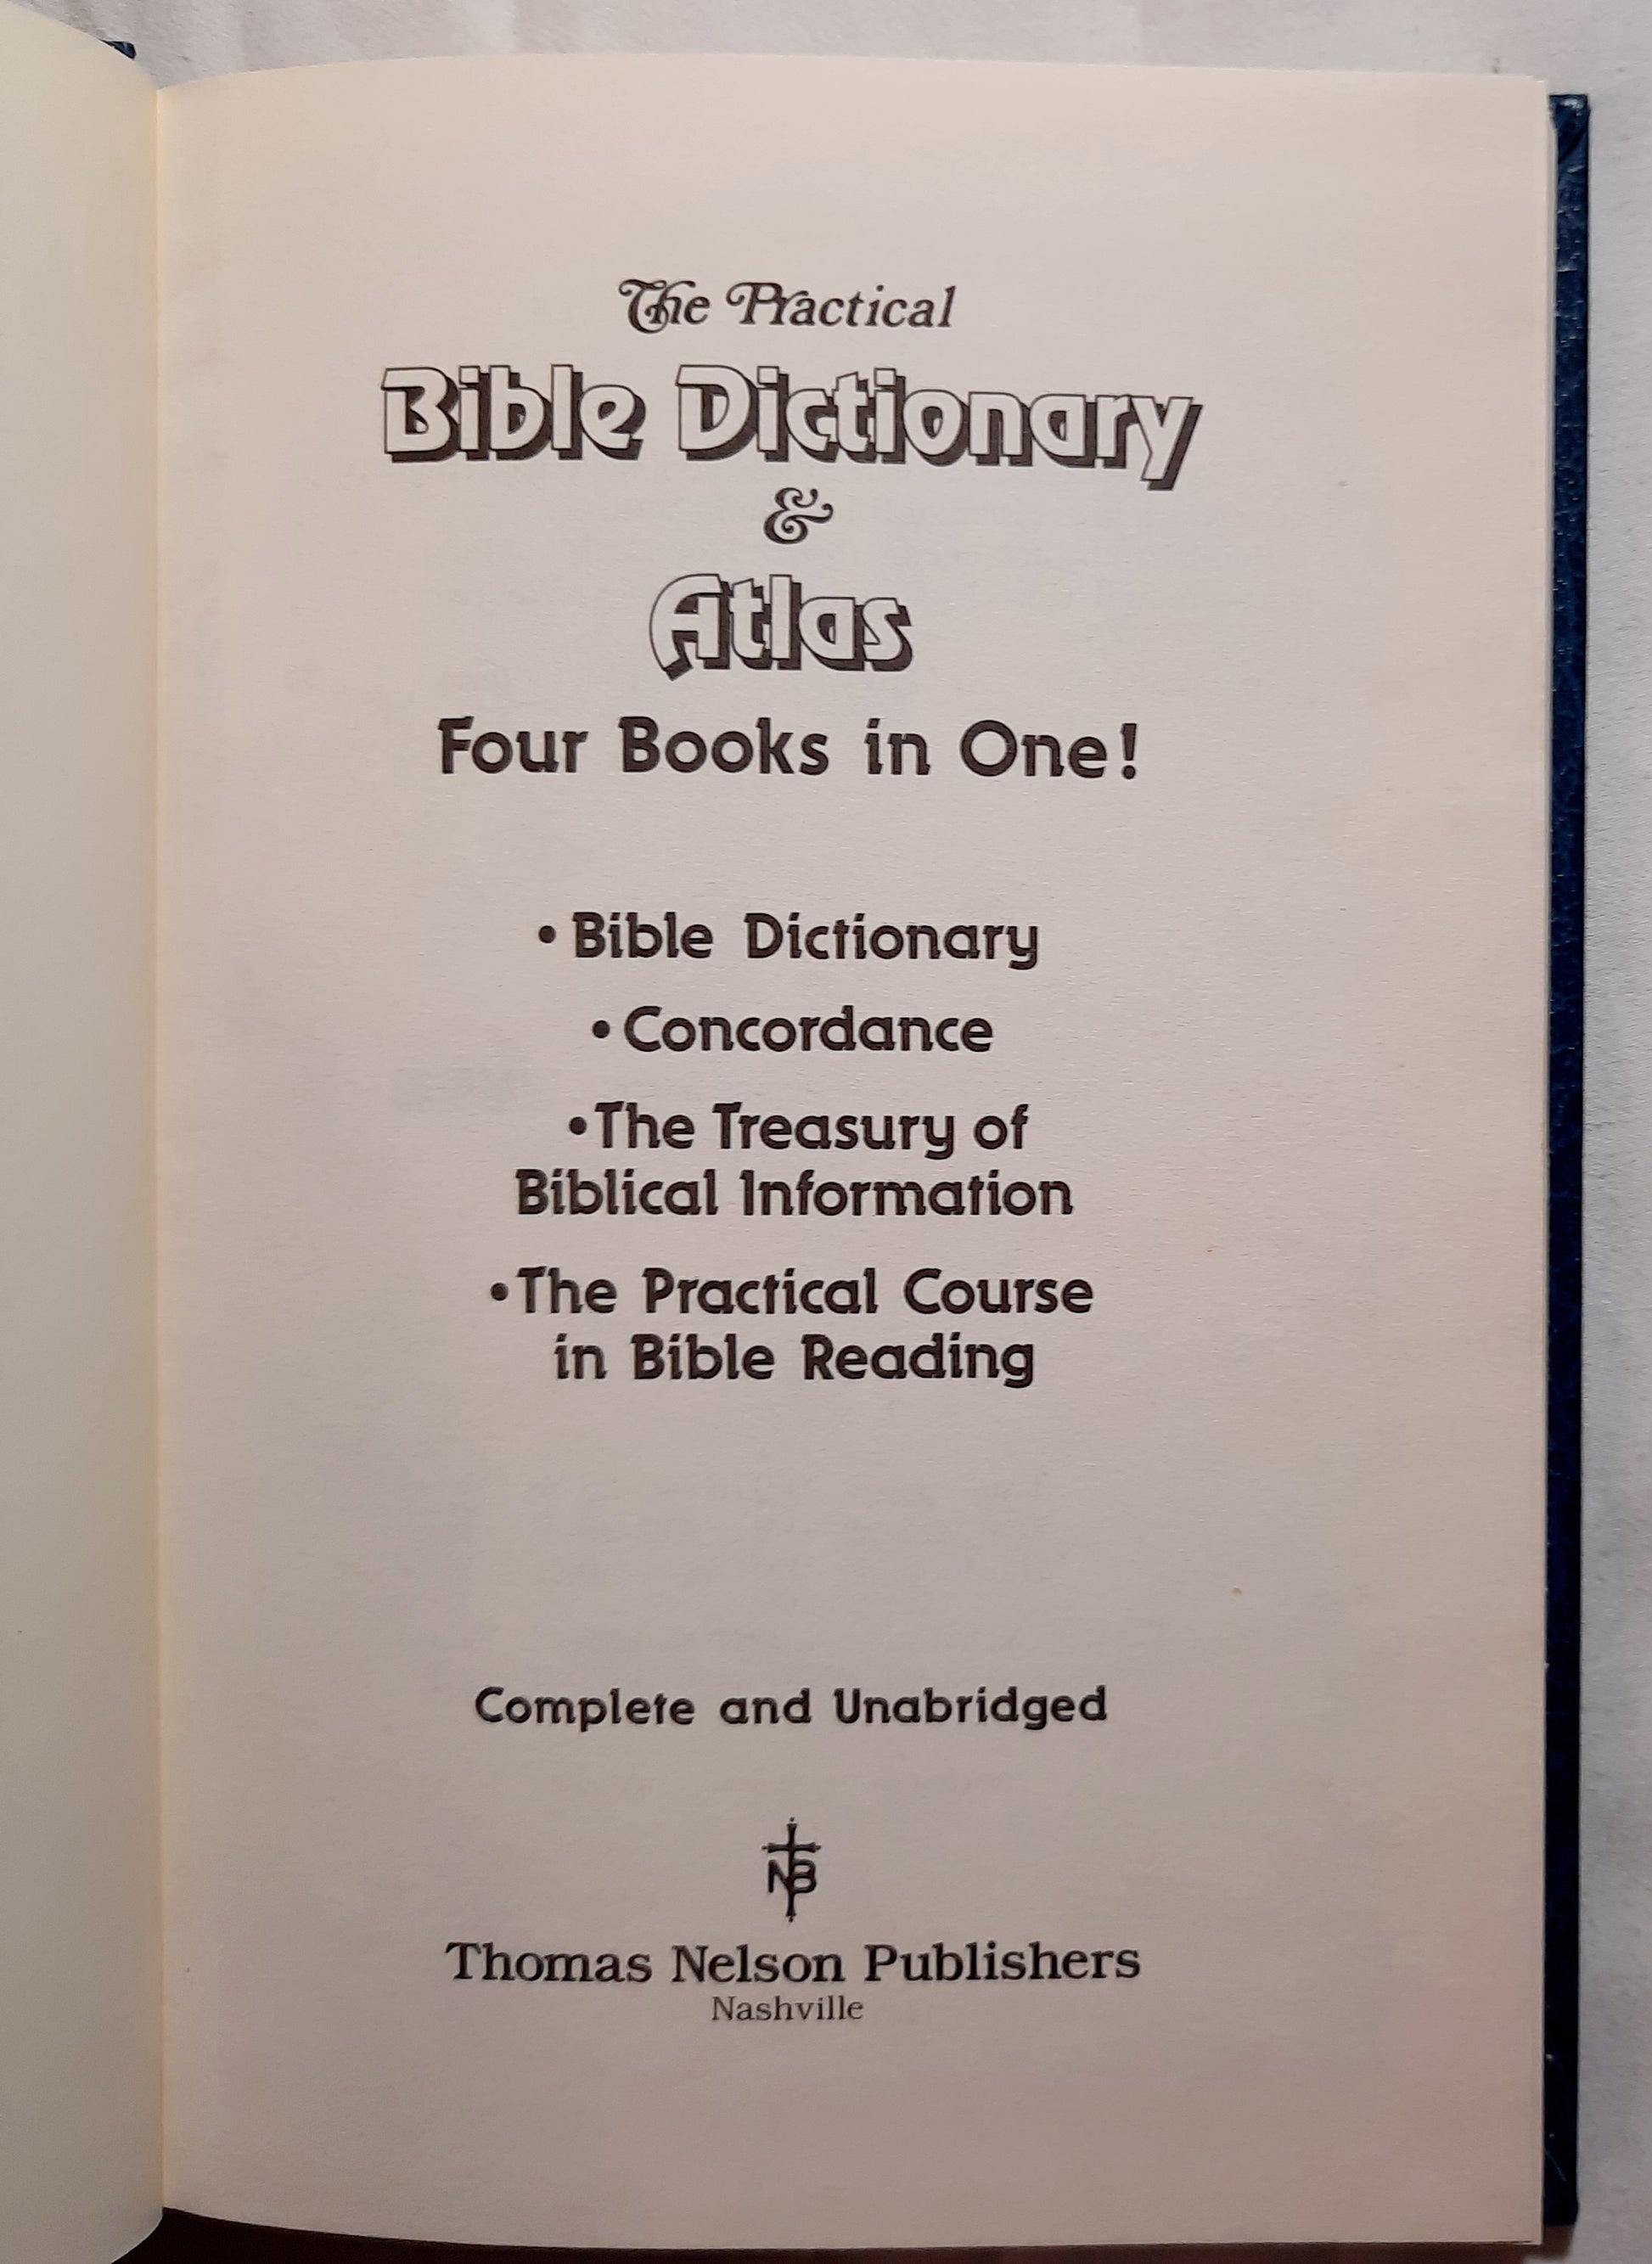 The Practical
Bible Dictionary
&
Atlas
Four Books in One!
• Bible Dictionary
• Concordance
• The Treasury of
Biblical Information
• The Practical Course
in Bible Reading
Complete and Unabridged
NB
Thomas Nelson Publishers
Nashville